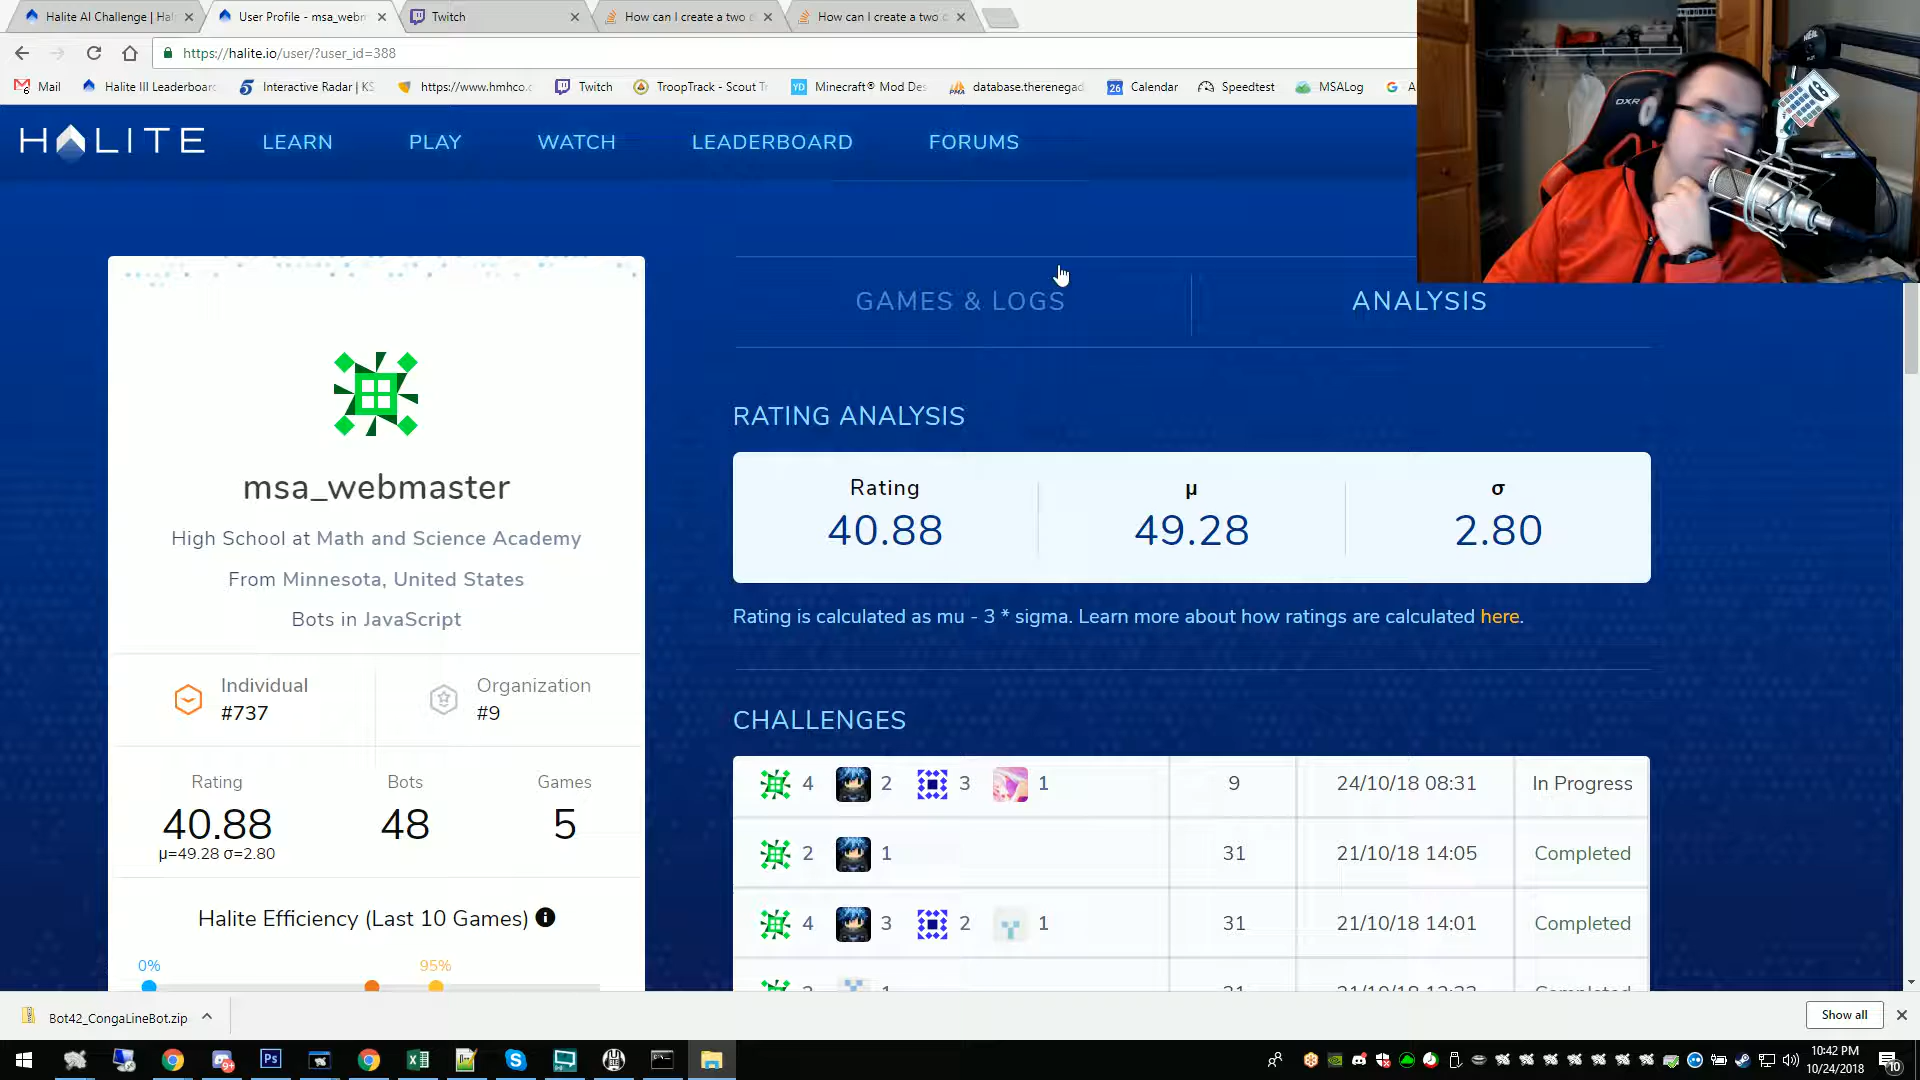 Halite AI Challenge | Hal
User Profile - msa_webm
Twitch
How can I create a two
How can I create a two
https://halite.io/user/?user_id=388
Mail
Halite III Leaderboar
Interactive Radar | KS
https://www.hmhco.c
Twitch
TroopTrack - Scout T
Minecraft® Mod Des
database.therenegad
26
Calendar
Speedtest
MSALog
HALITE
LEARN
PLAY
WATCH
LEADERBOARD
FORUMS
DXR
GAMES & LOGS
ANALYSIS
RATING ANALYSIS
Rating
μ
σ
40.88
49.28
2.80
Rating is calculated as mu - 3 * sigma. Learn more about how ratings are calculated here.
msa_webmaster
High School at Math and Science Academy
From Minnesota, United States
Bots in JavaScript
Individual
#737
Organization
#9
Rating
Bots
Games
40.88
48
5
μ=49.28 σ=2.80
Halite Efficiency (Last 10 Games)
0%
95%
CHALLENGES
4 2 3 1 9 24/10/18 08:31 In Progress
2 1 31 21/10/18 14:05 Completed
4 3 2 1 31 21/10/18 14:01 Completed
Bot42_CongaLineBot.zip
Show all
Ps
10:42 PM
10/24/2018
10